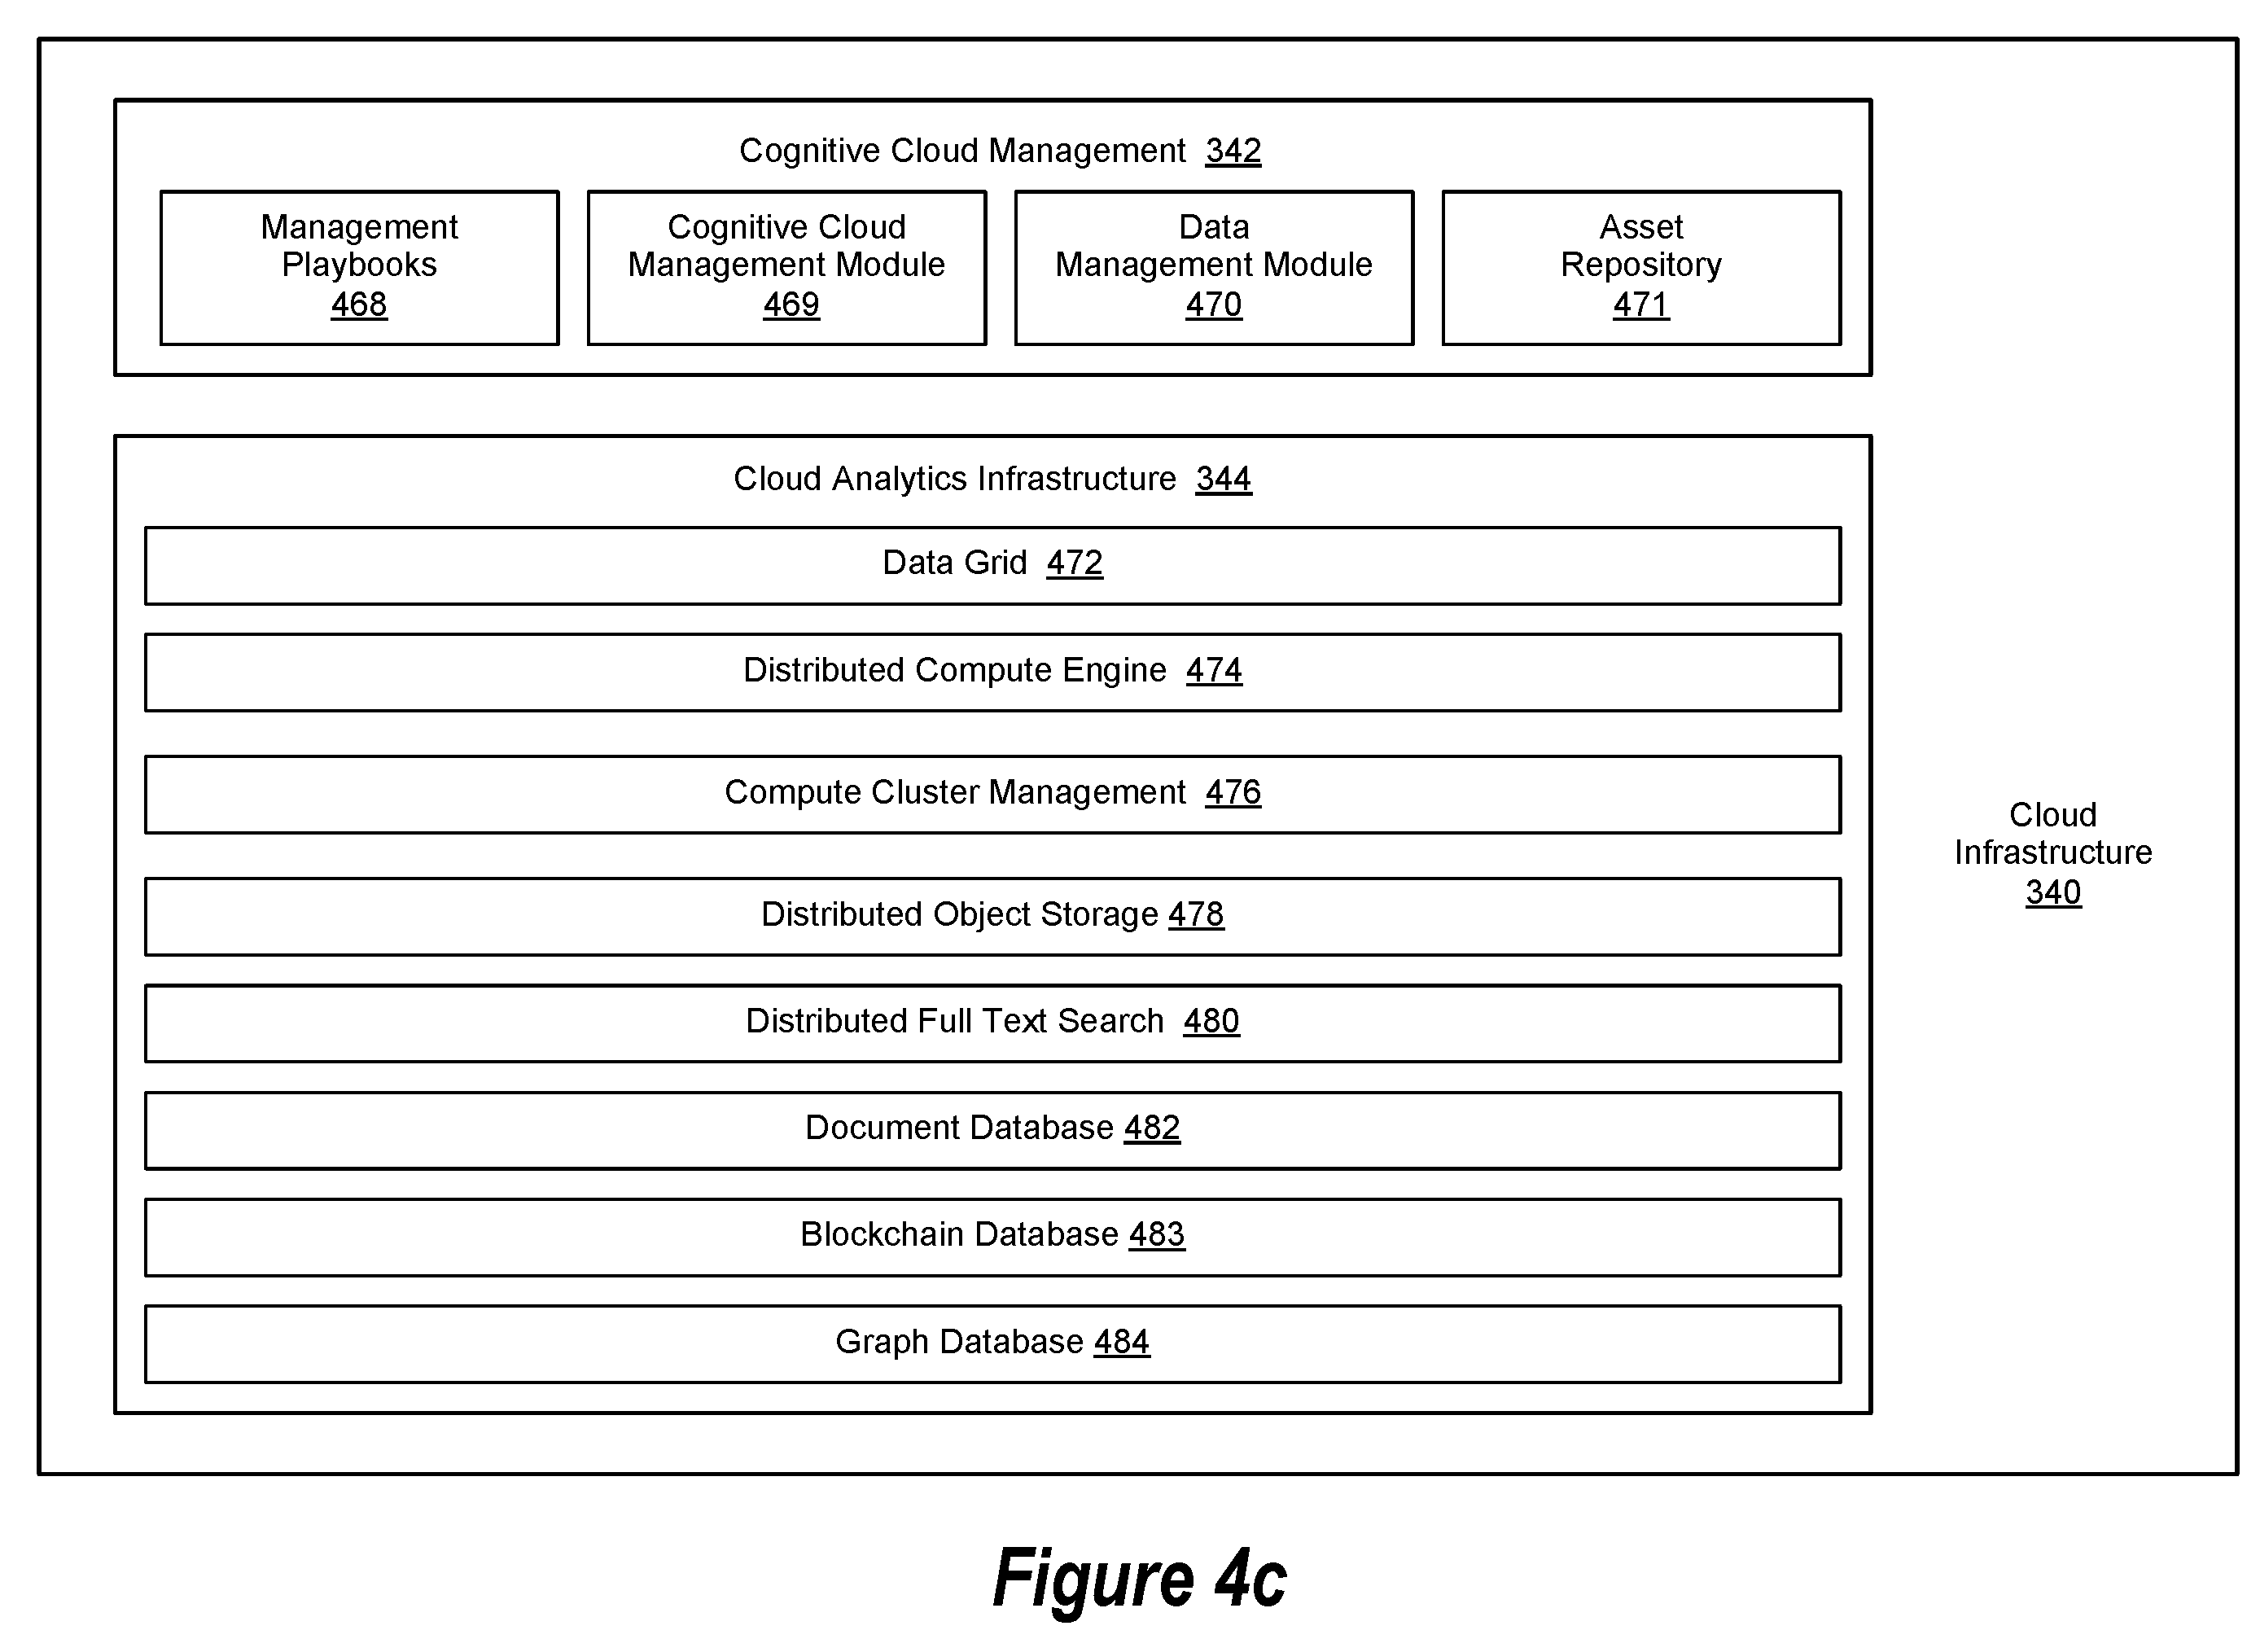 Cognitive Cloud Management 342
Management
Playbooks
468
Cognitive Cloud
Management Module
469
Data
Management Module
470
Asset
Repository
471
Cloud Analytics Infrastructure 344
Data Grid 472
Distributed Compute Engine 474
Compute Cluster Management 476
Distributed Object Storage 478
Distributed Full Text Search 480
Document Database 482
Blockchain Database 483
Graph Database 484
Cloud
Infrastructure
340
Figure 4c